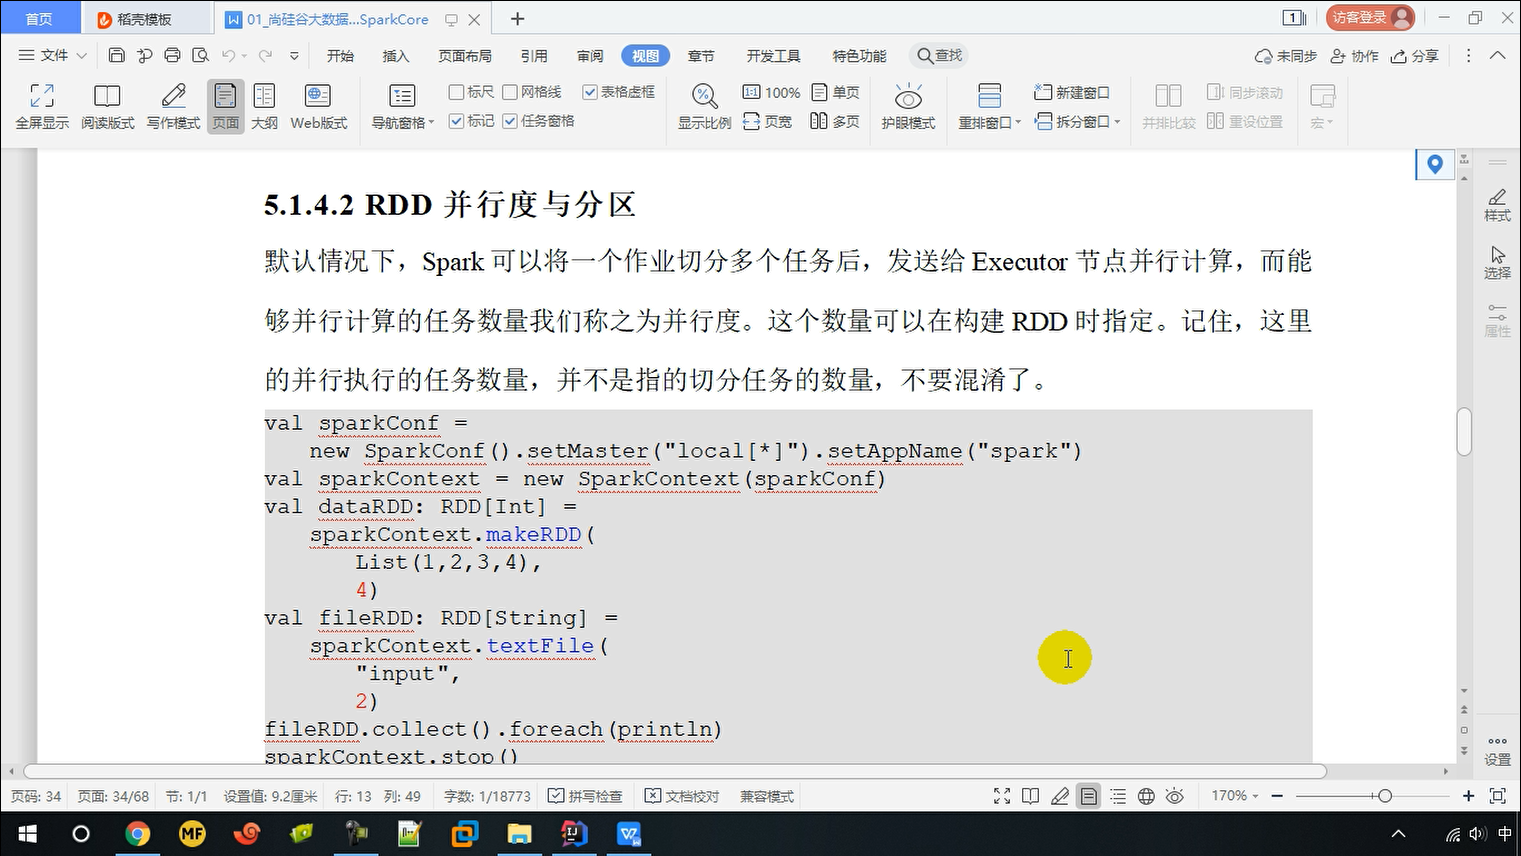 首页 稻壳模板 01_尚硅谷大数据...SparkCore 访客登录
文件 开始 插入 页面布局 引用 审阅 视图 章节 开发工具 特色功能 查找 未同步 协作 分享
标尺 网格线 表格虚框 100% 单页 新建窗口 同步滚动
全屏显示 阅读版式 写作模式 页面 大纲 Web版式 导航窗格 标记 任务窗格 显示比例 页宽 多页 护眼模式 重排窗口 拆分窗口 并排比较 重设位置 宏
5.1.4.2 RDD 并行度与分区
默认情况下，Spark 可以将一个作业切分多个任务后，发送给 Executor 节点并行计算，而能
够并行计算的任务数量我们称之为并行度。这个数量可以在构建 RDD 时指定。记住，这里
的并行执行的任务数量，并不是指的切分任务的数量，不要混淆了。
val sparkConf =
new SparkConf().setMaster("local[*]").setAppName("spark")
val sparkContext = new SparkContext(sparkConf)
val dataRDD: RDD[Int] =
sparkContext.makeRDD(
List(1,2,3,4),
4)
val fileRDD: RDD[String] =
sparkContext.textFile(
"input",
2)
fileRDD.collect().foreach(println)
sparkContext.stop()
样式
选择
属性
设置
页码: 34 页面: 34/68 节: 1/1 设置值: 9.2厘米 行: 13 列: 49 字数: 1/18773 拼写检查 文档校对 兼容模式 170%
MF 中